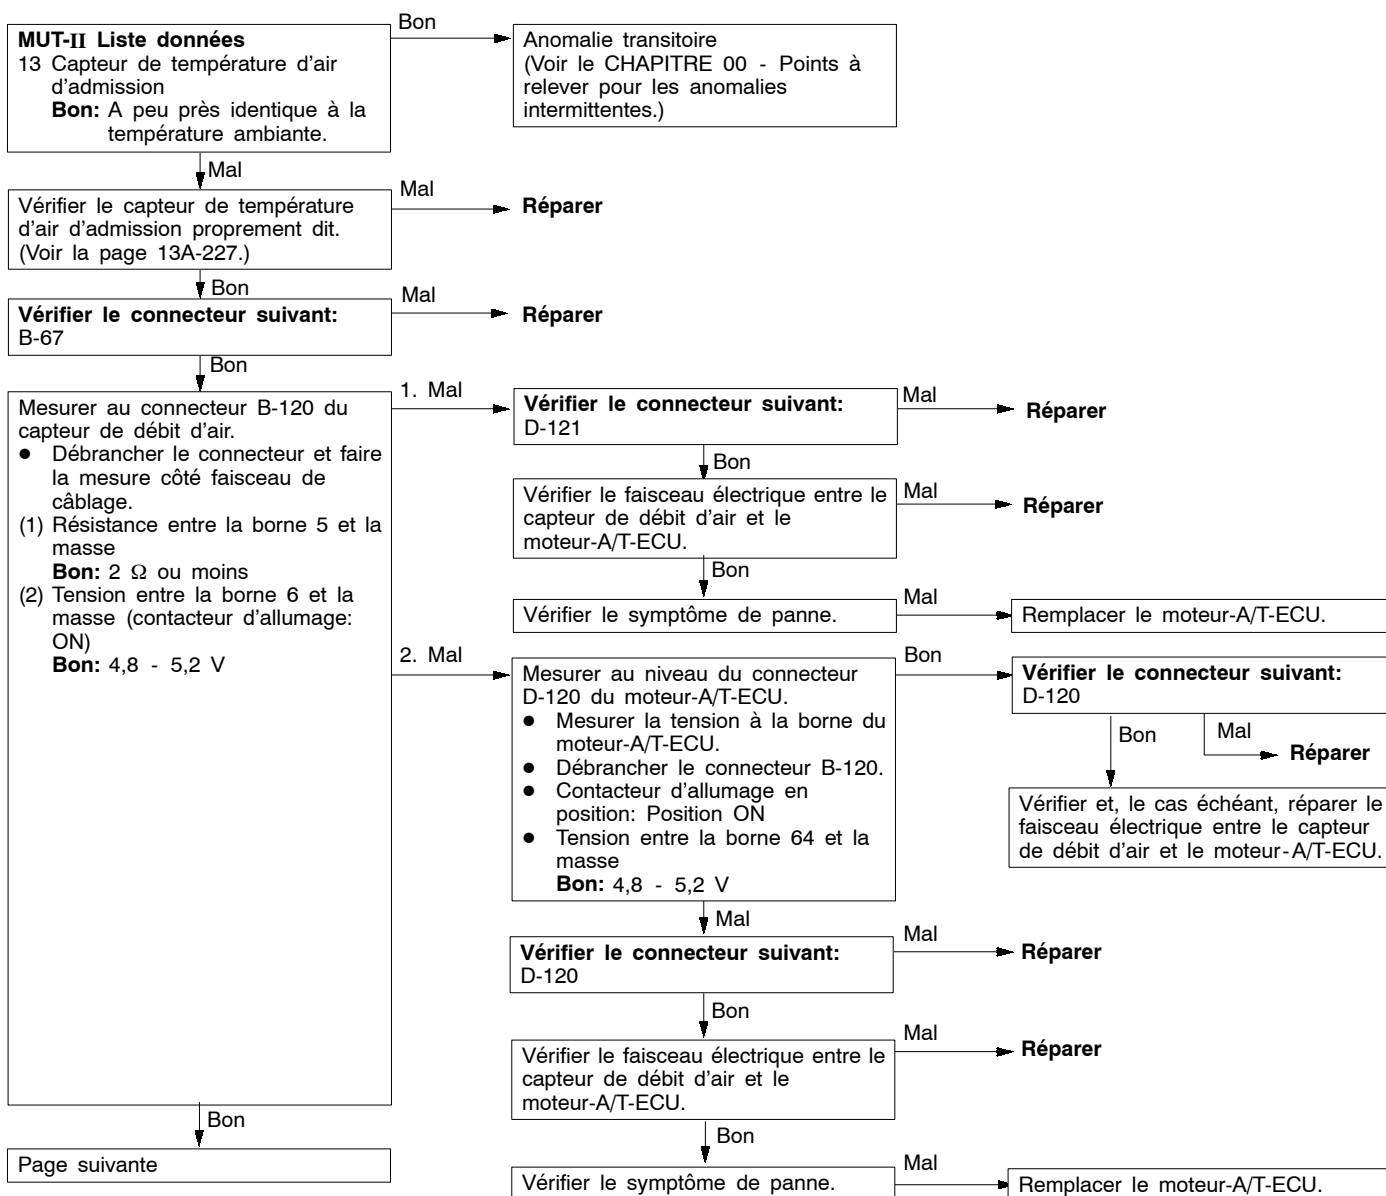 MUT-II Liste données
13 Capteur de température d'air
d'admission
Bon: A peu près identique à la
température ambiante.
Bon
Anomalie transitoire
(Voir le CHAPITRE 00 - Points à
relever pour les anomalies
intermittentes.)
Mal
Vérifier le capteur de température
d'air d'admission proprement dit.
(Voir la page 13A-227.)
Mal
Réparer
Bon
Vérifier le connecteur suivant:
B-67
Mal
Réparer
Bon
Mesurer au connecteur B-120 du
capteur de débit d'air.
● Débrancher le connecteur et faire
la mesure côté faisceau de
câblage.
(1) Résistance entre la borne 5 et la
masse
Bon: 2 Ω ou moins
(2) Tension entre la borne 6 et la
masse (contacteur d'allumage:
ON)
Bon: 4,8 - 5,2 V
1. Mal
Vérifier le connecteur suivant:
D-121
Mal
Réparer
Bon
Vérifier le faisceau électrique entre le
capteur de débit d'air et le
moteur-A/T-ECU.
Mal
Réparer
Bon
Vérifier le symptôme de panne.
Mal
Remplacer le moteur-A/T-ECU.
2. Mal
Mesurer au niveau du connecteur
D-120 du moteur-A/T-ECU.
● Mesurer la tension à la borne du
moteur-A/T-ECU.
● Débrancher le connecteur B-120.
● Contacteur d'allumage en
position: Position ON
● Tension entre la borne 64 et la
masse
Bon: 4,8 - 5,2 V
Bon
Vérifier le connecteur suivant:
D-120
Bon
Mal
Réparer
Vérifier et, le cas échéant, réparer le
faisceau électrique entre le capteur
de débit d'air et le moteur-A/T-ECU.
Mal
Vérifier le connecteur suivant:
D-120
Mal
Réparer
Bon
Vérifier le faisceau électrique entre le
capteur de débit d'air et le
moteur-A/T-ECU.
Mal
Réparer
Bon
Vérifier le symptôme de panne.
Mal
Remplacer le moteur-A/T-ECU.
Bon
Page suivante